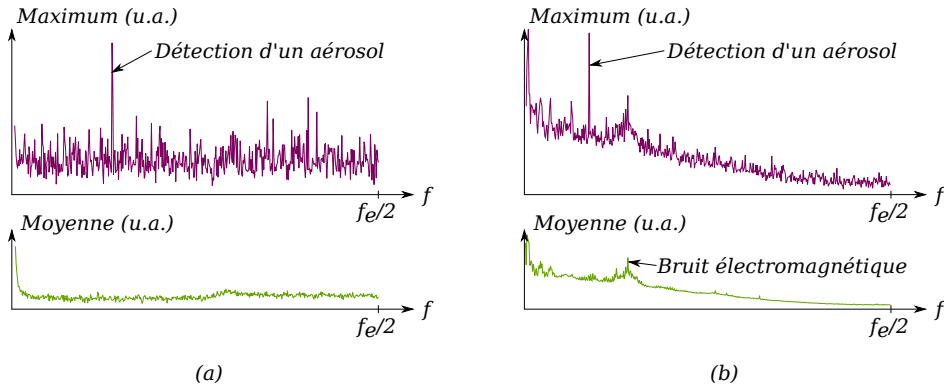 Maximum (u.a.)
Détection d'un aérosol
f
fe/2
Moyenne (u.a.)
f
fe/2
(a)
Maximum (u.a.)
Détection d'un aérosol
f
fe/2
Moyenne (u.a.)
Bruit électromagnétique
f
fe/2
(b)